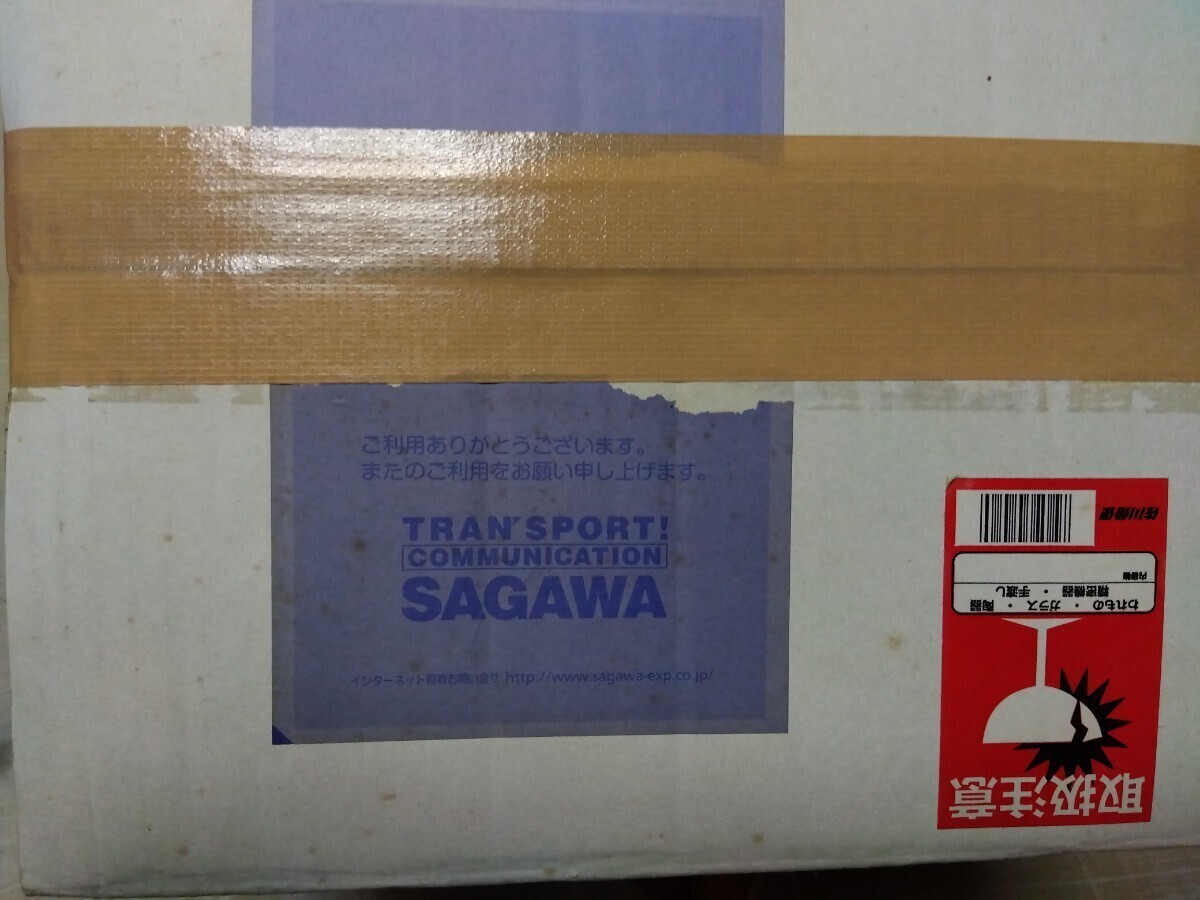 ご利用ありがとうございます。
またのご利用をお願い申し上げます。
TRAN'SPORT!
COMMUNICATION
SAGAWA
インターネット荷物お問い合せ http://www.sagawa-exp.co.jp/
取扱注意
われもの・ガラス・陶器
精密機器・手渡し
内容物
佐川急便